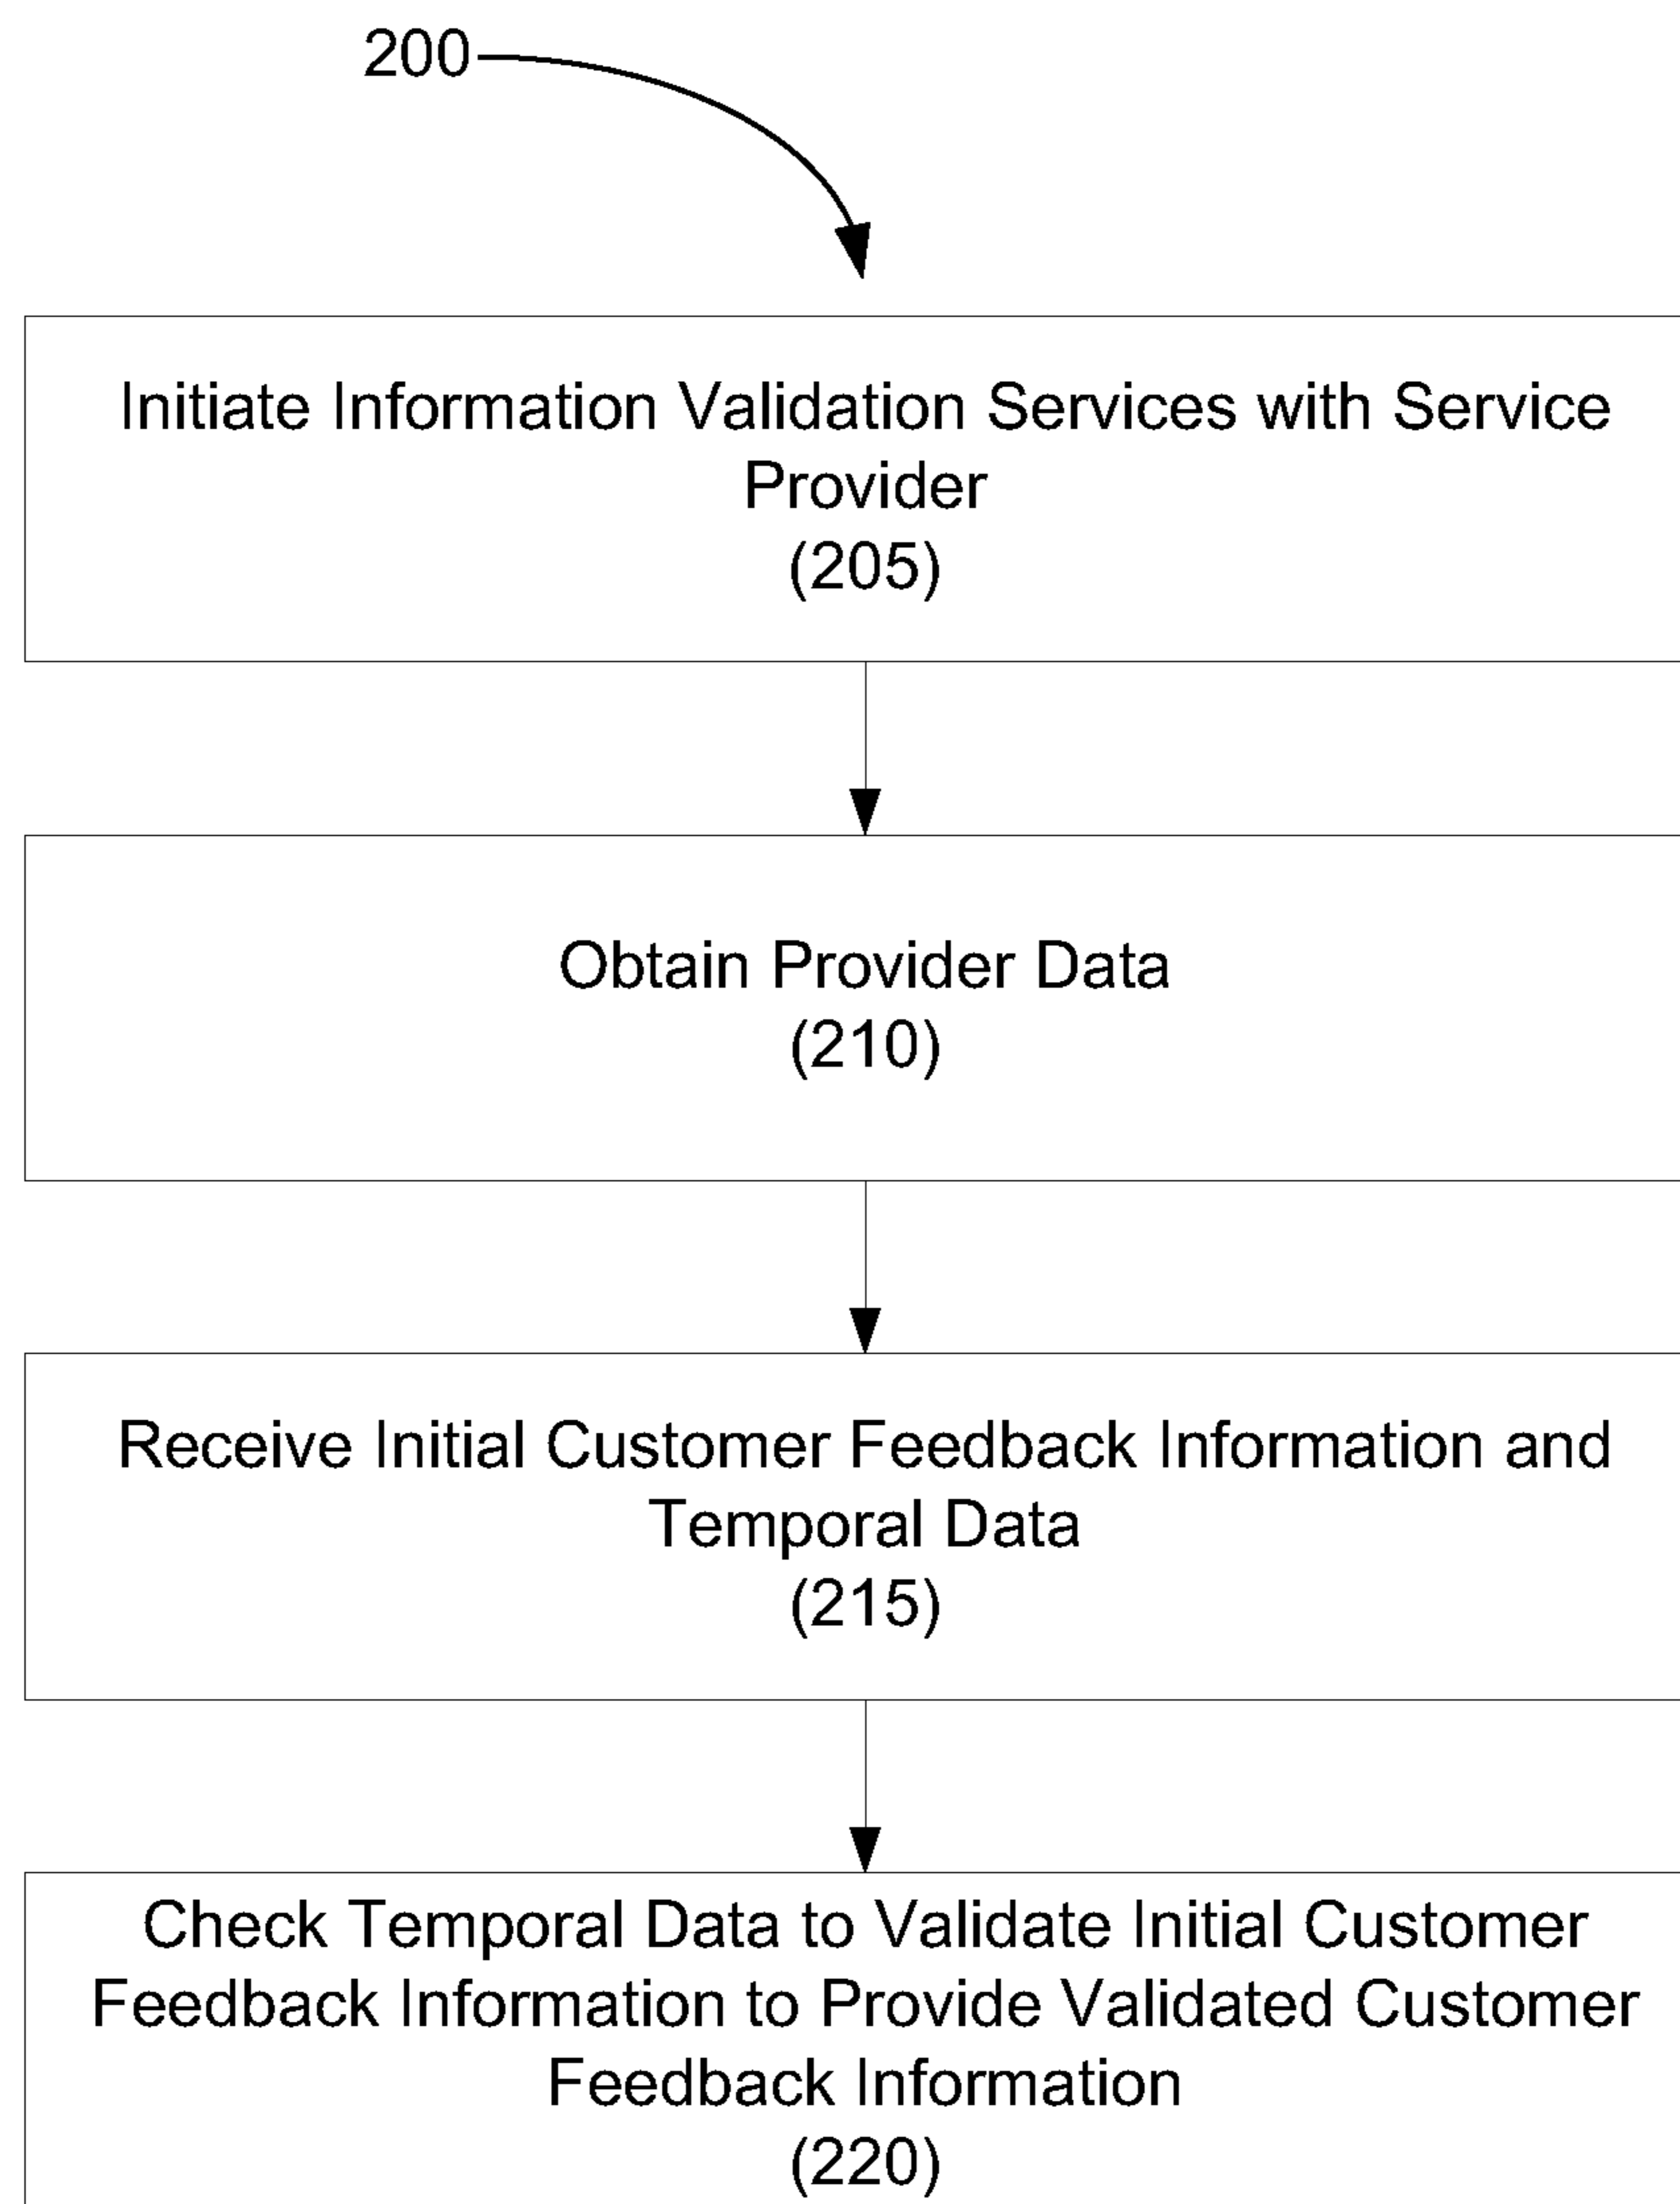 200
Initiate Information Validation Services with Service
Provider
(205)
Obtain Provider Data
(210)
Receive Initial Customer Feedback Information and
Temporal Data
(215)
Check Temporal Data to Validate Initial Customer
Feedback Information to Provide Validated Customer
Feedback Information
(220)